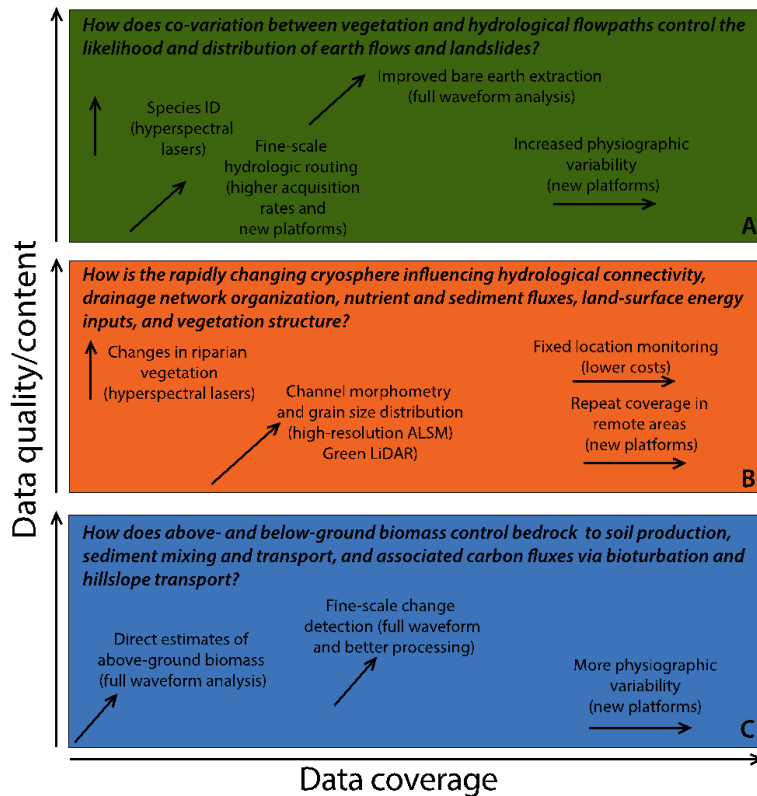 How does co-variation between vegetation and hydrological flowpaths control the
likelihood and distribution of earth flows and landslides?
Improved bare earth extraction
(full waveform analysis)
Species ID
(hyperspectral
lasers)
Fine-scale
hydrologic routing
(higher acquisition
rates and
new platforms)
Increased physiographic
variability
(new platforms)
A
How is the rapidly changing cryosphere influencing hydrological connectivity,
drainage network organization, nutrient and sediment fluxes, land-surface energy
inputs, and vegetation structure?
Changes in riparian
vegetation
(hyperspectral lasers)
Channel morphometry
and grain size distribution
(high-resolution ALSM)
Green LiDAR)
Fixed location monitoring
(lower costs)
Repeat coverage in
remote areas
(new platforms)
B
How does above- and below-ground biomass control bedrock to soil production,
sediment mixing and transport, and associated carbon fluxes via bioturbation and
hillslope transport?
Direct estimates of
above-ground biomass
(full waveform analysis)
Fine-scale change
detection (full waveform
and better processing)
More physiographic
variability
(new platforms)
C
Data quality/content
Data coverage